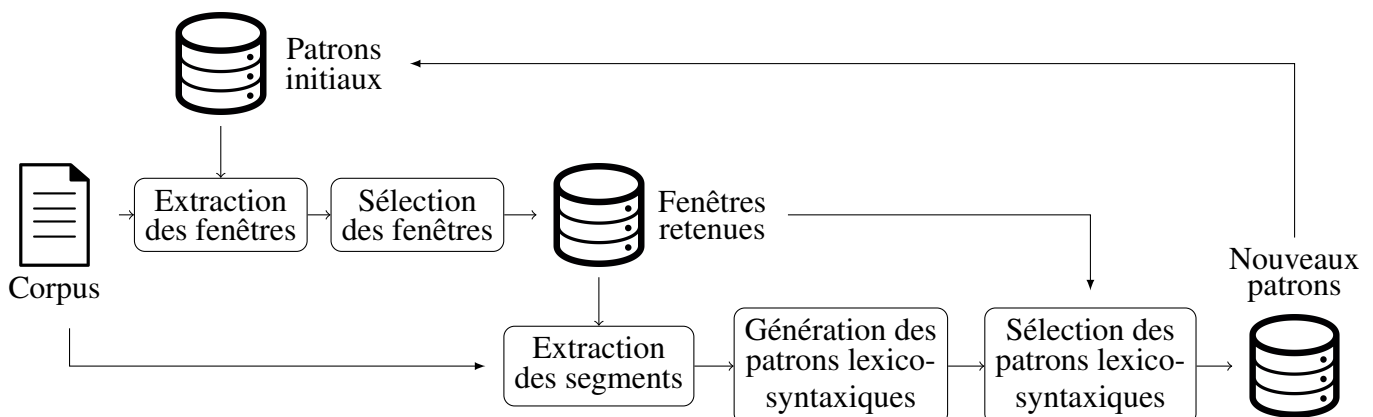 Patrons
initiaux
Extraction
des fenêtres
Sélection
des fenêtres
Fenêtres
retenues
Corpus
Nouveaux
patrons
Extraction
des segments
Génération des
patrons lexico-
syntaxiques
Sélection des
patrons lexico-
syntaxiques